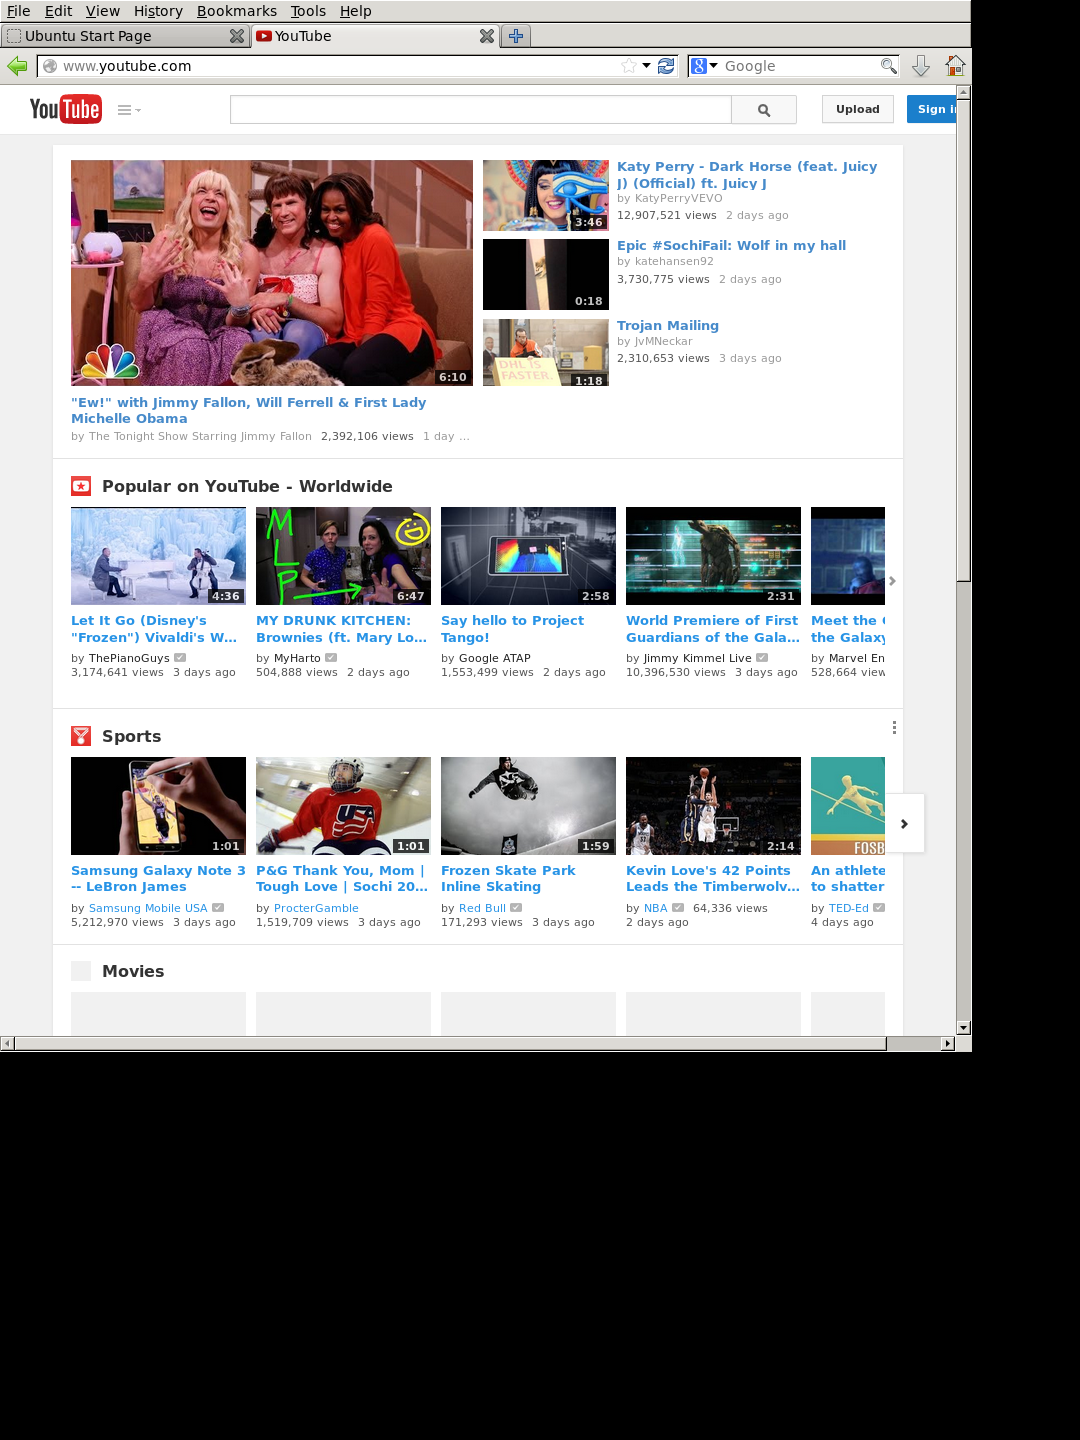 File Edit View History Bookmarks Tools Help
Ubuntu Start Page
YouTube
www.youtube.com
Google
YouTube
Upload
Sign i
3:46
Katy Perry - Dark Horse (feat. Juicy
J) (Official) ft. Juicy J
by KatyPerryVEVO
12,907,521 views 2 days ago
0:18
Epic #SochiFail: Wolf in my hall
by katehansen92
3,730,775 views 2 days ago
DHL IS
FASTER.
1:18
Trojan Mailing
by JvMNeckar
2,310,653 views 3 days ago
6:10
"Ew!" with Jimmy Fallon, Will Ferrell & First Lady
Michelle Obama
by The Tonight Show Starring Jimmy Fallon 2,392,106 views 1 day ...
Popular on YouTube - Worldwide
4:36
Let It Go (Disney's
"Frozen") Vivaldi's W...
by ThePianoGuys
3,174,641 views 3 days ago
MLP
6:47
MY DRUNK KITCHEN:
Brownies (ft. Mary Lo...
by MyHarto
504,888 views 2 days ago
2:58
Say hello to Project
Tango!
by Google ATAP
1,553,499 views 2 days ago
2:31
World Premiere of First
Guardians of the Gala...
by Jimmy Kimmel Live
10,396,530 views 3 days ago
Meet the
the Galaxy
by Marvel En
528,664 view
Sports
1:01
Samsung Galaxy Note 3
-- LeBron James
by Samsung Mobile USA
5,212,970 views 3 days ago
USA
1:01
P&G Thank You, Mom |
Tough Love | Sochi 20...
by ProcterGamble
1,519,709 views 3 days ago
1:59
Frozen Skate Park
Inline Skating
by Red Bull
171,293 views 3 days ago
2:14
Kevin Love's 42 Points
Leads the Timberwolv...
by NBA 64,336 views
2 days ago
FOSB
An athlete
to shatter
by TED-Ed
4 days ago
Movies